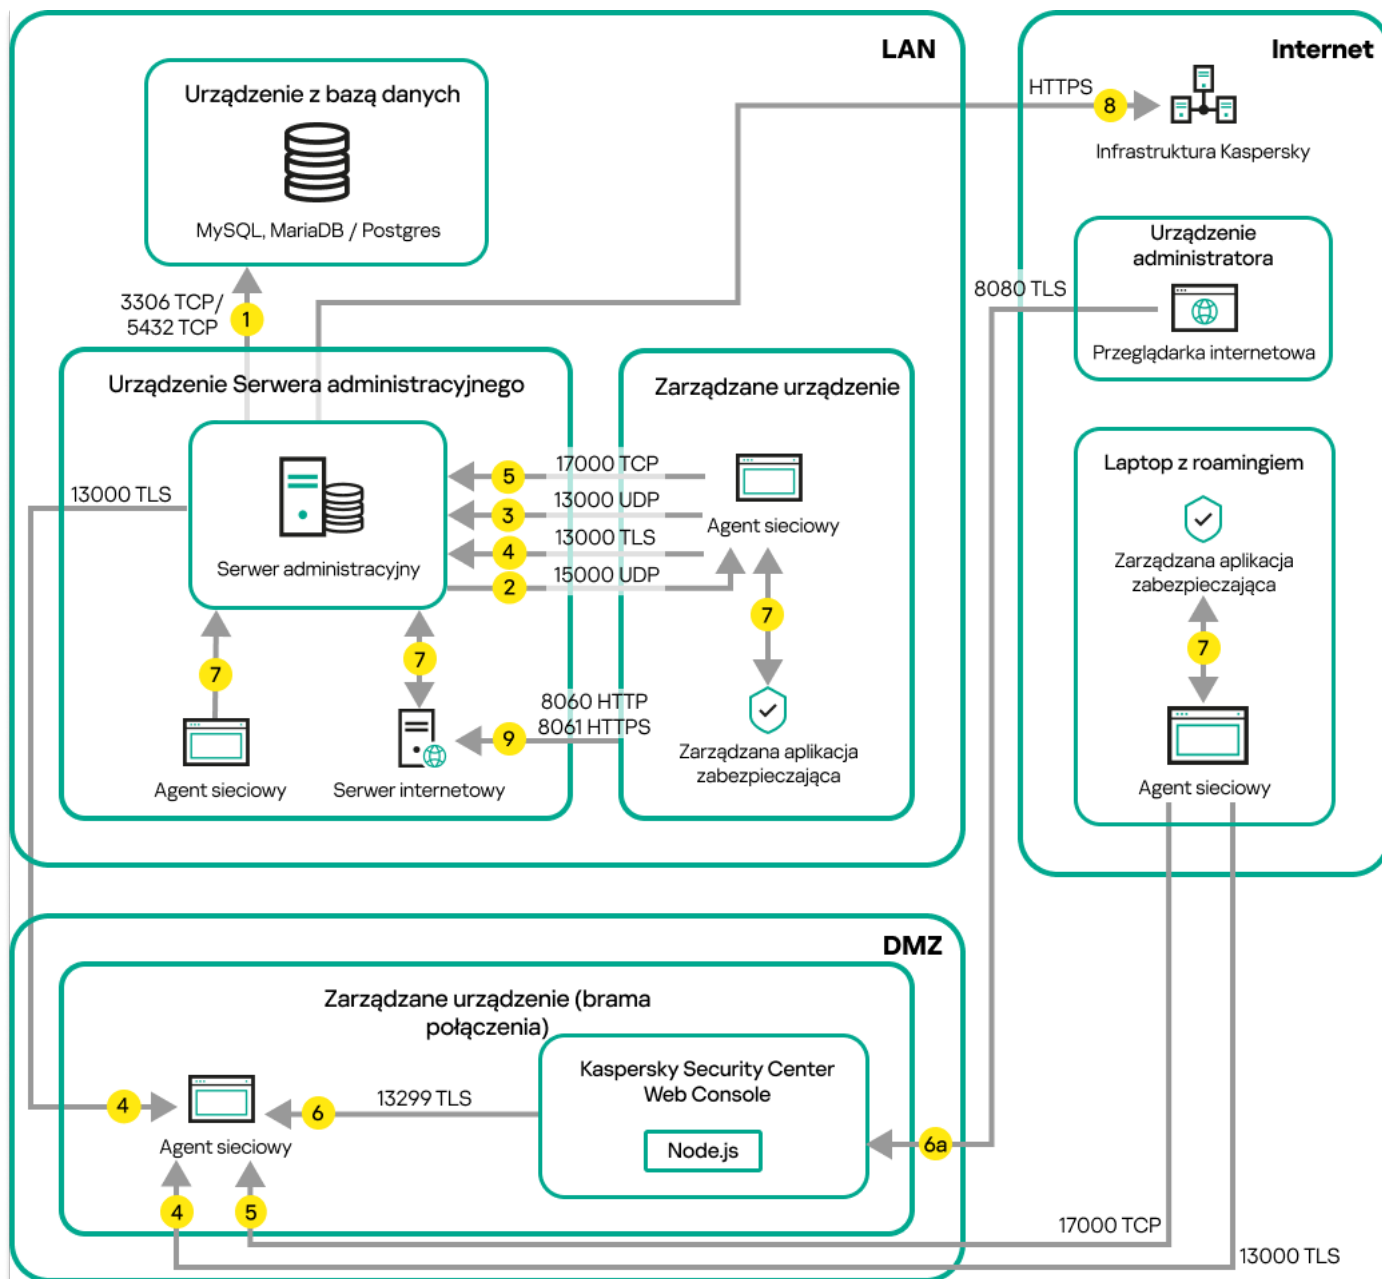 LAN
Internet
Urządzenie z bazą danych
MySQL, MariaDB / Postgres
HTTPS
8
Infrastruktura Kaspersky
Urządzenie
administratora
8080 TLS
Przeglądarka internetowa
3306 TCP/
5432 TCP
1
Urządzenie Serwera administracyjnego
Zarządzane urządzenie
Laptop z roamingiem
13000 TLS
Serwer administracyjny
5
17000 TCP
3
13000 UDP
4
13000 TLS
2
15000 UDP
Agent sieciowy
7
Zarządzana aplikacja
zabezpieczająca
7
7
7
Agent sieciowy
Serwer internetowy
8060 HTTP
8061 HTTPS
9
Zarządzana aplikacja
zabezpieczająca
Agent sieciowy
DMZ
Zarządzane urządzenie (brama
połączenia)
Kaspersky Security Center
Web Console
Node.js
4
Agent sieciowy
6
13299 TLS
6a
4
5
17000 TCP
13000 TLS